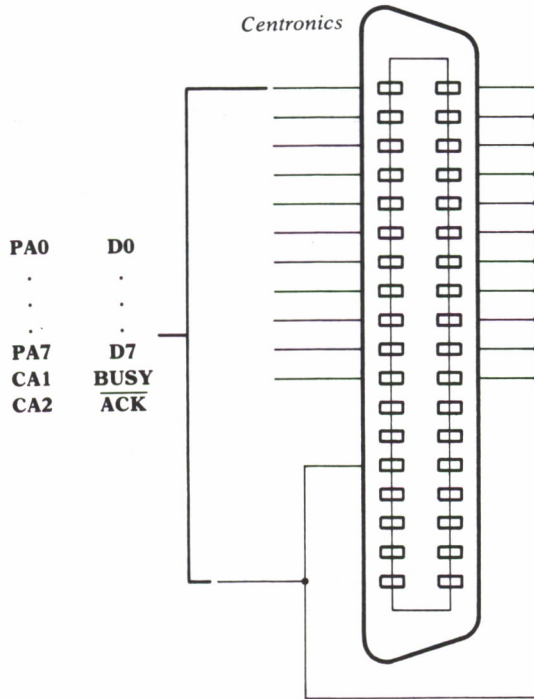 Centronics
PA0 D0
. .
. .
. .
PA7 D7
CA1 BUSY
CA2 ACK